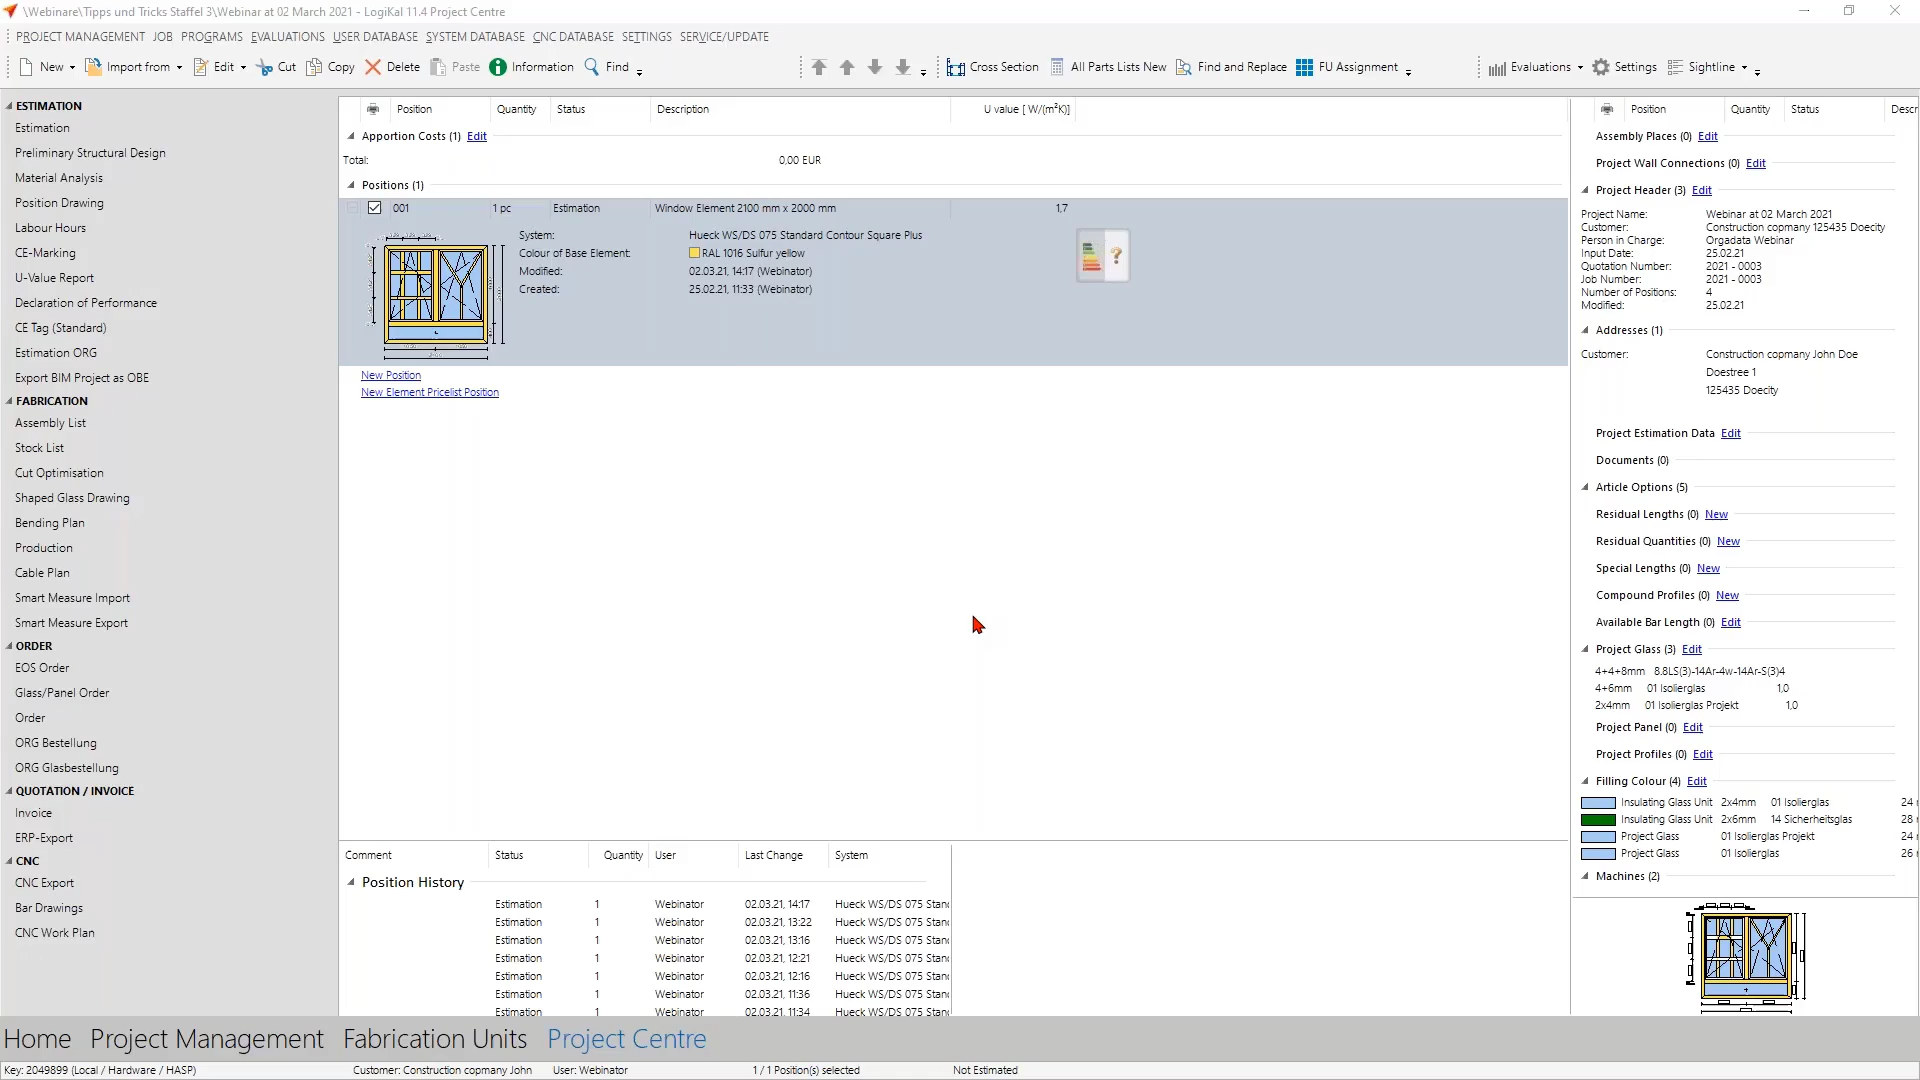 \Webinare\Tipps und Tricks Staffel 3\Webinar at 02 March 2021 - LogiKal 11.4 Project Centre
PROJECT MANAGEMENT JOB PROGRAMS EVALUATIONS USER DATABASE SYSTEM DATABASE CNC DATABASE SETTINGS SERVICE/UPDATE
New Import from Edit Cut Copy Delete Paste Information Find Cross Section All Parts Lists New Find and Replace FU Assignment Evaluations Settings Sightline
ESTIMATION
Estimation
Preliminary Structural Design
Material Analysis
Position Drawing
Labour Hours
CE-Marking
U-Value Report
Declaration of Performance
CE Tag (Standard)
Estimation ORG
Export BIM Project as OBE
FABRICATION
Assembly List
Stock List
Cut Optimisation
Shaped Glass Drawing
Bending Plan
Production
Cable Plan
Smart Measure Import
Smart Measure Export
ORDER
EOS Order
Glass/Panel Order
Order
ORG Bestellung
ORG Glasbestellung
QUOTATION / INVOICE
Invoice
ERP-Export
CNC
CNC Export
Bar Drawings
CNC Work Plan
Position Quantity Status Description U value [ W/(m²K)]
Apportion Costs (1) Edit
Total: 0,00 EUR
Positions (1)
001 1 pc Estimation Window Element 2100 mm x 2000 mm 1,7
System: Hueck WS/DS 075 Standard Contour Square Plus
Colour of Base Element: RAL 1016 Sulfur yellow
Modified: 02.03.21, 14:17 (Webinator)
Created: 25.02.21, 11:33 (Webinator)
?
New Position
New Element Pricelist Position
Comment Status Quantity User Last Change System
Position History
Estimation 1 Webinator 02.03.21, 14:17 Hueck WS/DS 075 Stan
Estimation 1 Webinator 02.03.21, 13:22 Hueck WS/DS 075 Stan
Estimation 1 Webinator 02.03.21, 13:16 Hueck WS/DS 075 Stan
Estimation 1 Webinator 02.03.21, 12:21 Hueck WS/DS 075 Stan
Estimation 1 Webinator 02.03.21, 12:16 Hueck WS/DS 075 Stan
Estimation 1 Webinator 02.03.21, 11:36 Hueck WS/DS 075 Stan
Estimation 1 Webinator 02.03.21, 11:34 Hueck WS/DS 075 Stan
Position Quantity Status Descr
Assembly Places (0) Edit
Project Wall Connections (0) Edit
Project Header (3) Edit
Project Name: Webinar at 02 March 2021
Customer: Construction copmany 125435 Doecity
Person in Charge: Orgadata Webinar
Input Date: 25.02.21
Quotation Number: 2021 - 0003
Job Number: 2021 - 0003
Number of Positions: 4
Modified: 25.02.21
Addresses (1)
Customer: Construction copmany John Doe
Doestree 1
125435 Doecity
Project Estimation Data Edit
Documents (0)
Article Options (5)
Residual Lengths (0) New
Residual Quantities (0) New
Special Lengths (0) New
Compound Profiles (0) New
Available Bar Length (0) Edit
Project Glass (3) Edit
4+4+8mm 8.8LS(3)-14Ar-4w-14Ar-S(3)4
4+6mm 01 Isolierglas 1,0
2x4mm 01 Isolierglas Projekt 1,0
Project Panel (0) Edit
Project Profiles (0) Edit
Filling Colour (4) Edit
Insulating Glass Unit 2x4mm 01 Isolierglas 24
Insulating Glass Unit 2x6mm 14 Sicherheitsglas 28
Project Glass 01 Isolierglas Projekt 24
Project Glass 01 Isolierglas 26
Machines (2)
Home Project Management Fabrication Units Project Centre
Key: 2049899 (Local / Hardware / HASP) Customer: Construction copmany John User: Webinator 1 / 1 Position(s) selected Not Estimated